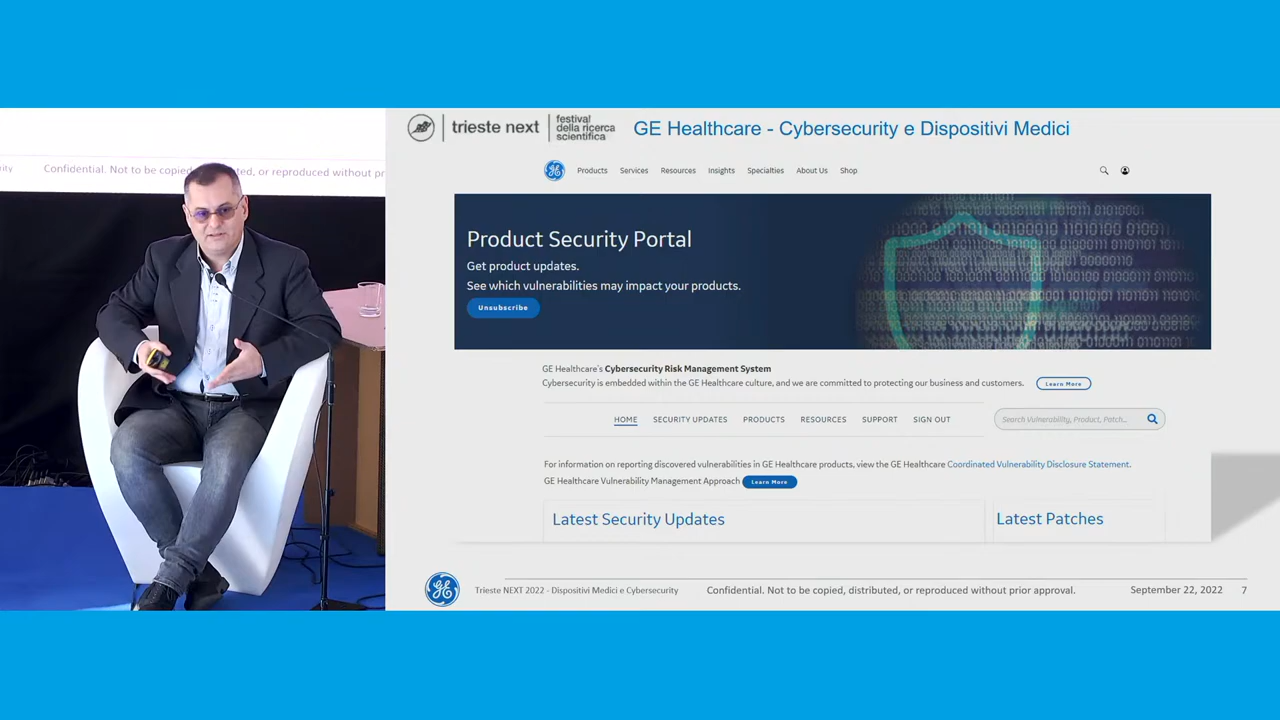 urity
Confidential. Not to be copied, distributed, or reproduced without pr
trieste next
festival
della ricerca
scientifica
GE Healthcare - Cybersecurity e Dispositivi Medici
Products Services Resources Insights Specialties About Us Shop
Product Security Portal
Get product updates.
See which vulnerabilities may impact your products.
Unsubscribe
GE Healthcare's Cybersecurity Risk Management System
Cybersecurity is embedded within the GE Healthcare culture, and we are committed to protecting our business and customers. Learn More
HOME SECURITY UPDATES PRODUCTS RESOURCES SUPPORT SIGN OUT Search Vulnerability, Product, Patch...
For information on reporting discovered vulnerabilities in GE Healthcare products, view the GE Healthcare Coordinated Vulnerability Disclosure Statement.
GE Healthcare Vulnerability Management Approach Learn More
Latest Security Updates Latest Patches
GE Trieste NEXT 2022 - Dispositivi Medici e Cybersecurity Confidential. Not to be copied, distributed, or reproduced without prior approval. September 22, 2022 7